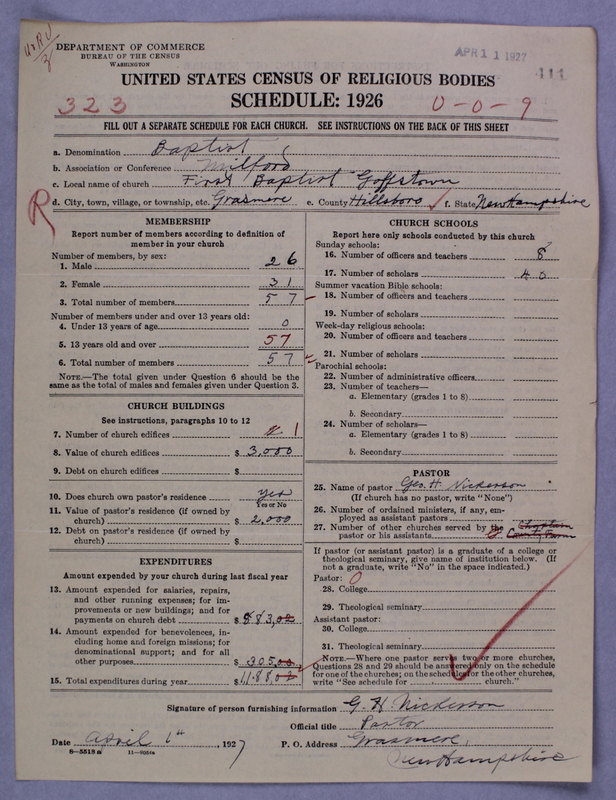 U.R.V
3
DEPARTMENT OF COMMERCE
BUREAU OF THE CENSUS
WASHINGTON
APR 11 1927
411
UNITED STATES CENSUS OF RELIGIOUS BODIES
323
SCHEDULE: 1926
0-0-9
FILL OUT A SEPARATE SCHEDULE FOR EACH CHURCH. SEE INSTRUCTIONS ON THE BACK OF THIS SHEET
a. Denomination Baptist
b. Association or Conference Milford
c. Local name of church First Baptist Goffstown
R
d. City, town, village, or township, etc. Grasmere e. County Hillsboro f. State New Hampshire
MEMBERSHIP
Report number of members according to definition of
member in your church
Number of members, by sex:
1. Male 26
2. Female 31
3. Total number of members 57
Number of members under and over 13 years old:
4. Under 13 years of age 0
5. 13 years old and over 57
6. Total number of members 57
NOTE.—The total given under Question 6 should be the
same as the total of males and females given under Question 3.
CHURCH BUILDINGS
See instructions, paragraphs 10 to 12
7. Number of church edifices 1
8. Value of church edifices $ 3,000
9. Debt on church edifices $
10. Does church own pastor's residence yes
Yes or No
11. Value of pastor's residence (if owned by
church) $ 2,000
12. Debt on pastor's residence (if owned by
church) $
EXPENDITURES
Amount expended by your church during last fiscal year
13. Amount expended for salaries, repairs,
and other running expenses; for im-
provements or new buildings; and for
payments on church debt $ 883,02
14. Amount expended for benevolences, in-
cluding home and foreign missions; for
denominational support; and for all
other purposes $ 305,00
15. Total expenditures during year $ 1188 02
CHURCH SCHOOLS
Report here only schools conducted by this church
Sunday schools:
16. Number of officers and teachers 8
17. Number of scholars 40
Summer vacation Bible schools:
18. Number of officers and teachers
19. Number of scholars
Week-day religious schools:
20. Number of officers and teachers
21. Number of scholars
Parochial schools:
22. Number of administrative officers
23. Number of teachers—
a. Elementary (grades 1 to 8)
b. Secondary
24. Number of scholars—
a. Elementary (grades 1 to 8)
b. Secondary
PASTOR
25. Name of pastor Geo. H. Nickerson
(If church has no pastor, write "None")
26. Number of ordained ministers, if any, em-
ployed as assistant pastors
27. Number of other churches served by the Chaplain
pastor or his assistants County Farm
If pastor (or assistant pastor) is a graduate of a college or
theological seminary, give name of institution below. (If
not a graduate, write "No" in the space indicated.)
Pastor: 0
28. College
29. Theological seminary
Assistant pastor:
30. College
31. Theological seminary
NOTE.—Where one pastor serves two or more churches,
Questions 28 and 29 should be answered only on the schedule
for one of the churches; on the schedules for the other churches,
write "See schedule for church."
Signature of person furnishing information G. H. Nickerson
Official title Pastor
Date April 1st, 1927 P. O. Address Grasmere,
New Hampshire
8—5518 a 11—7056a